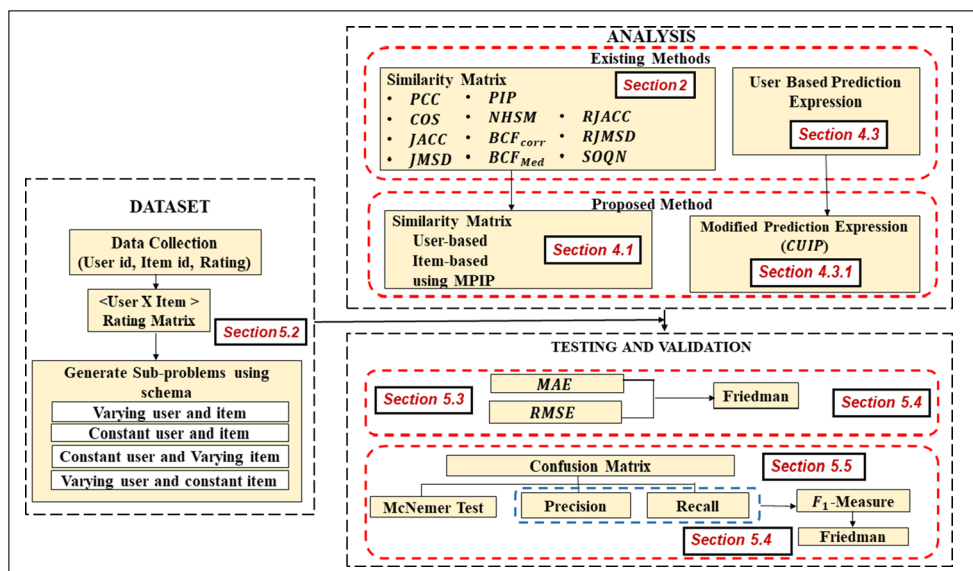 ANALYSIS
Existing Methods
Similarity Matrix
Section 2
• PCC • PIP
• COS • NHSM • RJACC
• JACC • BCFcorr • RJMSD
• JMSD • BCFMed • SOQN
User Based Prediction
Expression
Section 4.3
Proposed Method
Similarity Matrix
User-based
Item-based
using MPIP
Section 4.1
Modified Prediction Expression
(CUIP)
Section 4.3.1
DATASET
Data Collection
(User id, Item id, Rating)
<User X Item >
Rating Matrix
Section 5.2
Generate Sub-problems using
schema
Varying user and item
Constant user and item
Constant user and Varying item
Varying user and constant item
TESTING AND VALIDATION
Section 5.3
MAE
RMSE
Friedman
Section 5.4
Confusion Matrix
Section 5.5
McNemer Test
Precision
Recall
F1-Measure
Friedman
Section 5.4